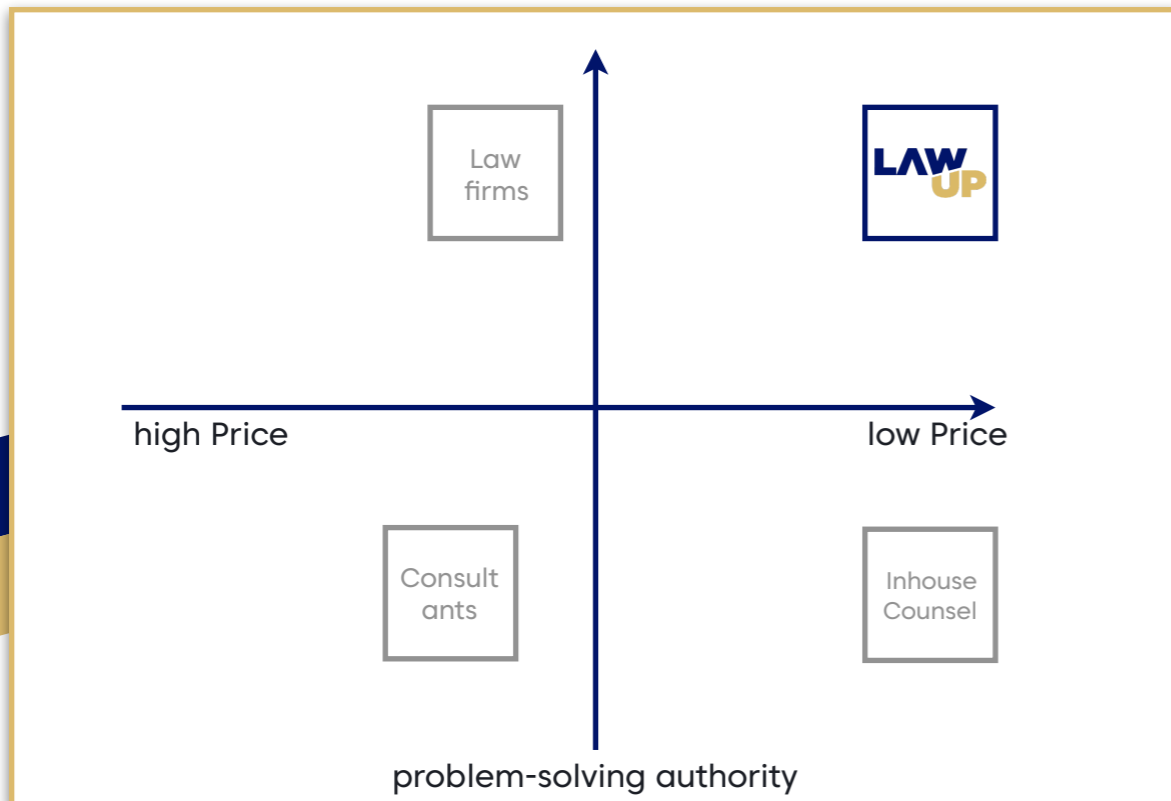 Law
firms
LAW
UP
high Price
low Price
Consult
ants
Inhouse
Counsel
problem-solving authority